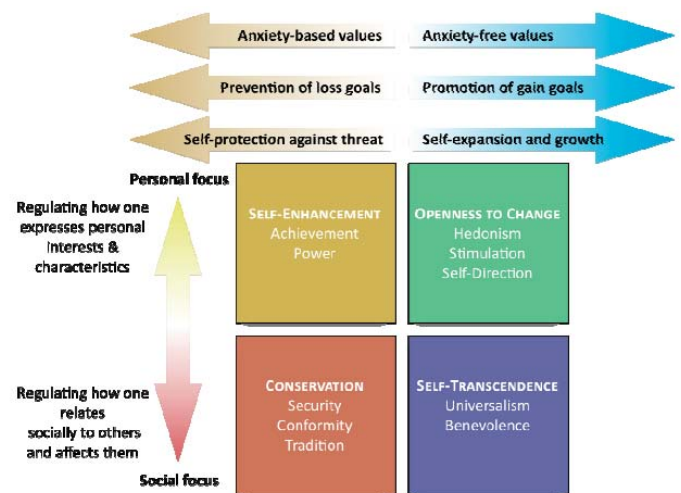 Anxiety-based values
Anxiety-free values
Prevention of loss goals
Promotion of gain goals
Self-protection against threat
Self-expansion and growth
Personal focus
Regulating how one
expresses personal
interests &
characteristics
SELF-ENHANCEMENT
Achievement
Power
OPENNESS TO CHANGE
Hedonism
Stimulation
Self-Direction
Regulating how one
relates
socially to others
and affects them
Social focus
CONSERVATION
Security
Conformity
Tradition
SELF-TRANSCENDENCE
Universalism
Benevolence